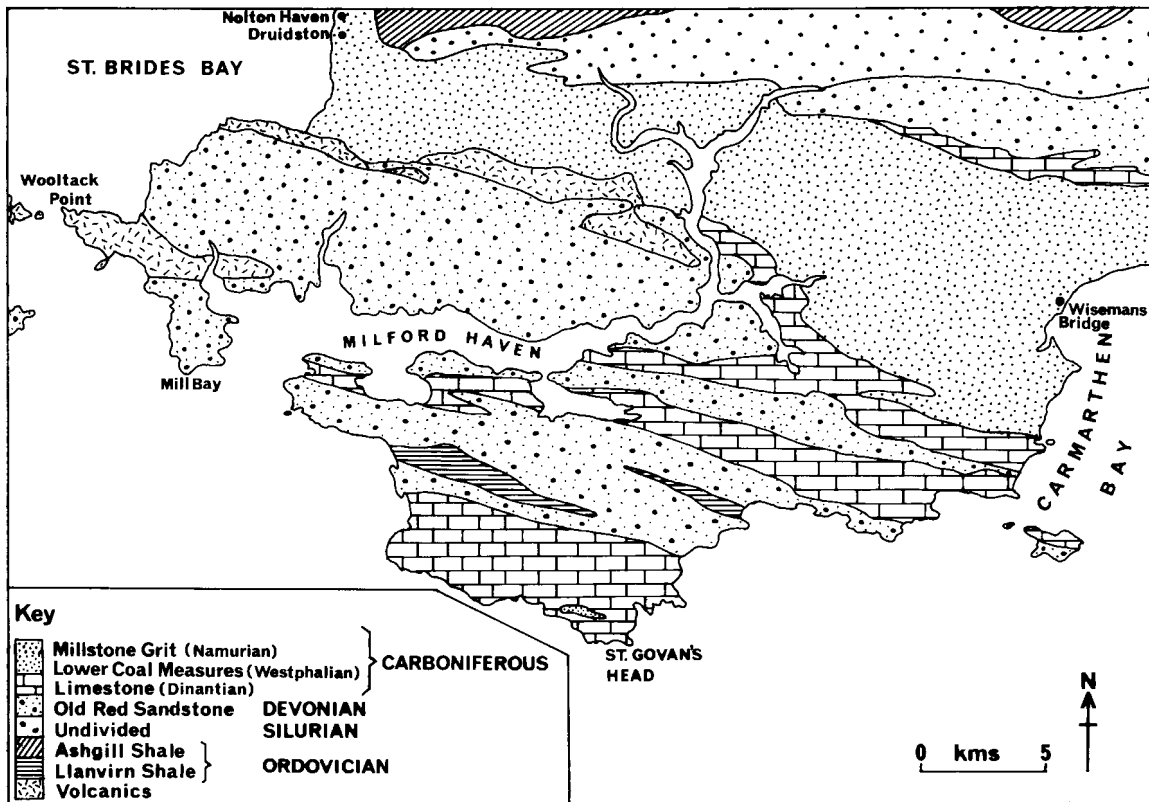 Nolton Haven
Druidston
ST. BRIDES BAY
Wooltack
Point
Wisemans
Bridge
MILFORD HAVEN
Mill Bay
CARMARTHEN
BAY
Key
Millstone Grit (Namurian)
Lower Coal Measures (Westphalian)
Limestone (Dinantian)
CARBONIFEROUS
Old Red Sandstone DEVONIAN
Undivided SILURIAN
Ashgill Shale
Llanvirn Shale
ORDOVICIAN
Volcanics
ST. GOVAN'S
HEAD
N
0 kms 5